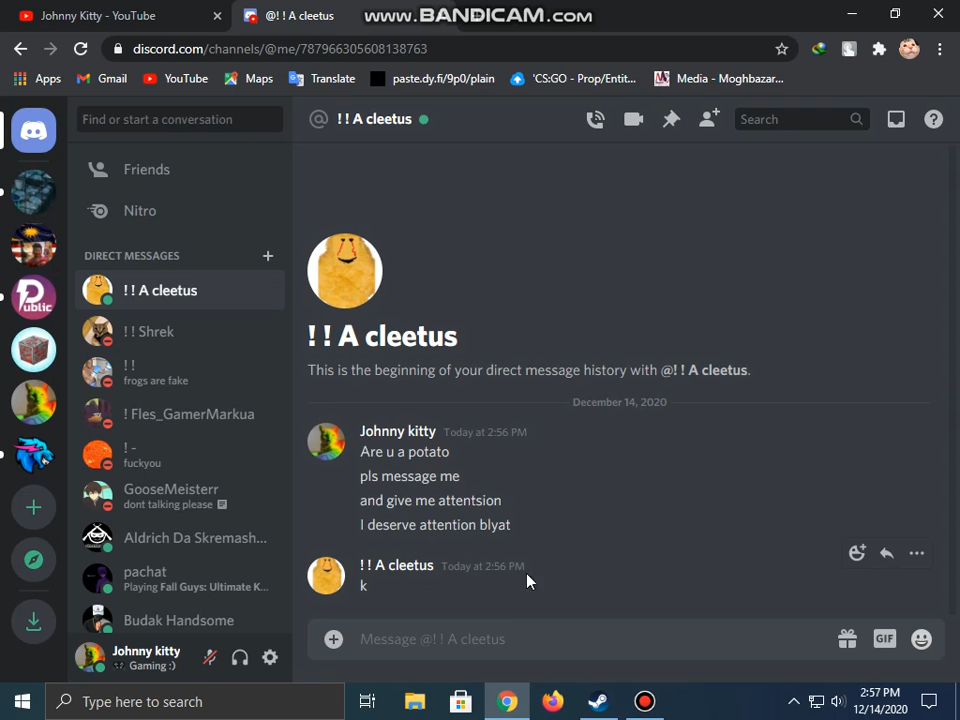 Johnny Kitty - YouTube
@! ! A cleetus
www.BANDICAM.com
discord.com/channels/@me/787966305608138763
Apps
Gmail
YouTube
Maps
Translate
paste.dy.fi/9p0/plain
'CS:GO - Prop/Entit...
Media - Moghbazar...
Find or start a conversation
@ ! ! A cleetus
Search
Friends
Nitro
DIRECT MESSAGES +
! ! A cleetus
! ! Shrek
! !
frogs are fake
! Fles_GamerMarkua
! -
fuckyou
GooseMeisterr
dont talking please
Aldrich Da Skremash...
pachat
Playing Fall Guys: Ultimate K...
Budak Handsome
Johnny kitty
Gaming :)
Public
! ! A cleetus
This is the beginning of your direct message history with @! ! A cleetus.
December 14, 2020
Johnny kitty Today at 2:56 PM
Are u a potato
pls message me
and give me attentsion
I deserve attention blyat
! ! A cleetus Today at 2:56 PM
k
Message @! ! A cleetus
GIF
Type here to search
2:57 PM
12/14/2020